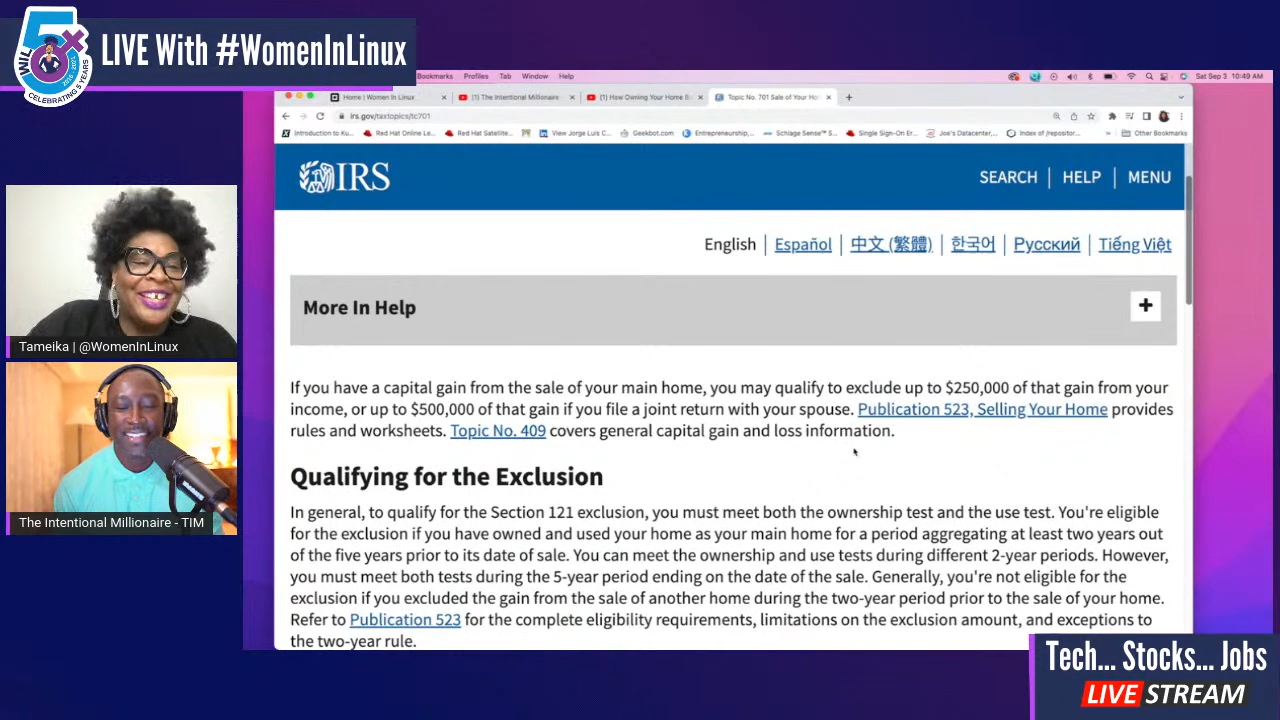 LIVE With #WomenInLinux
5
WIL
CELEBRATING 5 YEARS
Bookmarks Profiles Tab Window Help
Sat Sep 3 10:49 AM
Home | Women In Linux
(1) The Intentional Millionaire
(1) How Owning Your Home B
Topic No. 701 Sale of Your Ho
irs.gov/taxtopics/tc701
Introduction to Ku...
Red Hat Online Le...
Red Hat Satellite...
View Jorge Luis C...
Geekbot.com
Entrepreneurship,...
Schlage Sense™ S...
Single Sign-On Er...
Joe's Datacenter,...
Index of /repositor...
Other Bookmarks
IRS
SEARCH | HELP | MENU
English | Español | 中文 (繁體) | 한국어 | Русский | Tiếng Việt
More In Help
+
If you have a capital gain from the sale of your main home, you may qualify to exclude up to $250,000 of that gain from your
income, or up to $500,000 of that gain if you file a joint return with your spouse. Publication 523, Selling Your Home provides
rules and worksheets. Topic No. 409 covers general capital gain and loss information.
Qualifying for the Exclusion
In general, to qualify for the Section 121 exclusion, you must meet both the ownership test and the use test. You're eligible
for the exclusion if you have owned and used your home as your main home for a period aggregating at least two years out
of the five years prior to its date of sale. You can meet the ownership and use tests during different 2-year periods. However,
you must meet both tests during the 5-year period ending on the date of the sale. Generally, you're not eligible for the
exclusion if you excluded the gain from the sale of another home during the two-year period prior to the sale of your home.
Refer to Publication 523 for the complete eligibility requirements, limitations on the exclusion amount, and exceptions to
the two-year rule.
Tameika | @WomenInLinux
The Intentional Millionaire - TIM
Tech... Stocks... Jobs
LIVE STREAM